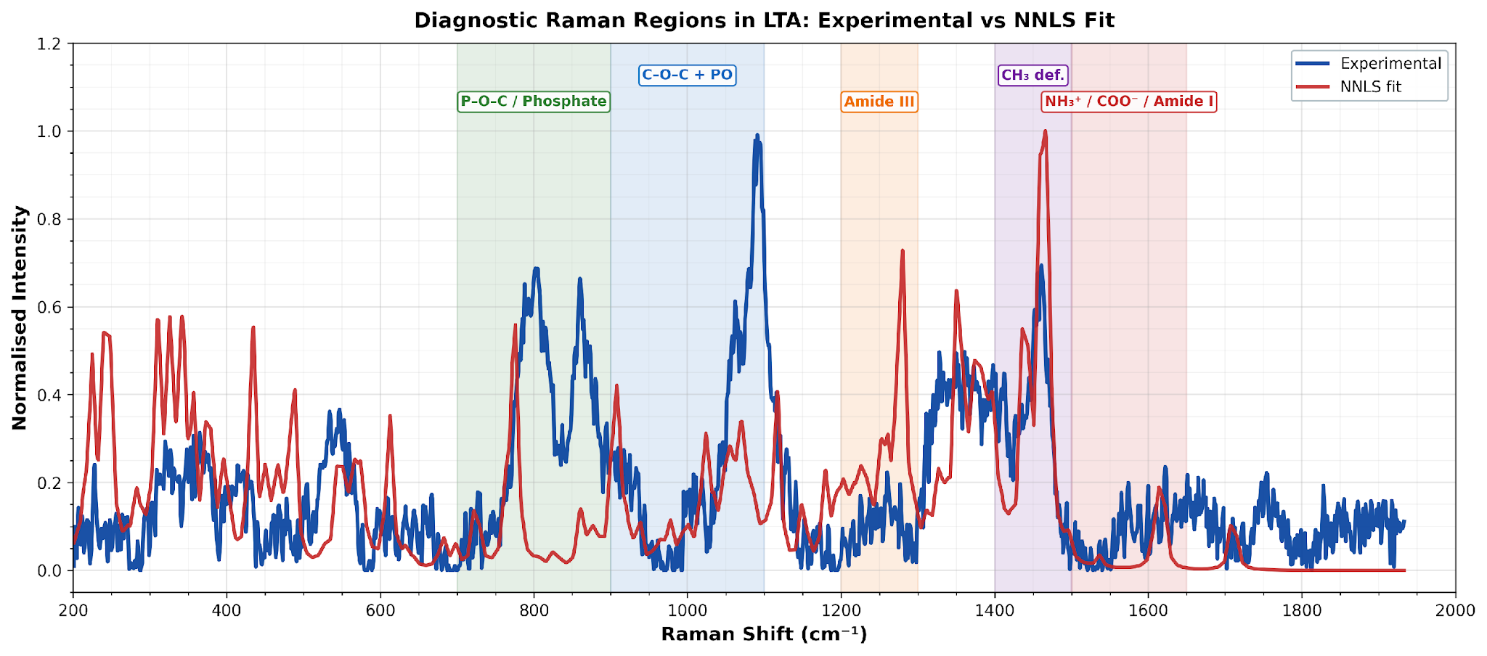 Diagnostic Raman Regions in LTA: Experimental vs NNLS Fit
Normalised Intensity
1.2
1.0
0.8
0.6
0.4
0.2
0.0
C–O–C + PO
CH₃ def.
P–O–C / Phosphate
Amide III
NH₃⁺ / COO⁻ / Amide I
Experimental
NNLS fit
200 400 600 800 1000 1200 1400 1600 1800 2000
Raman Shift (cm⁻¹)